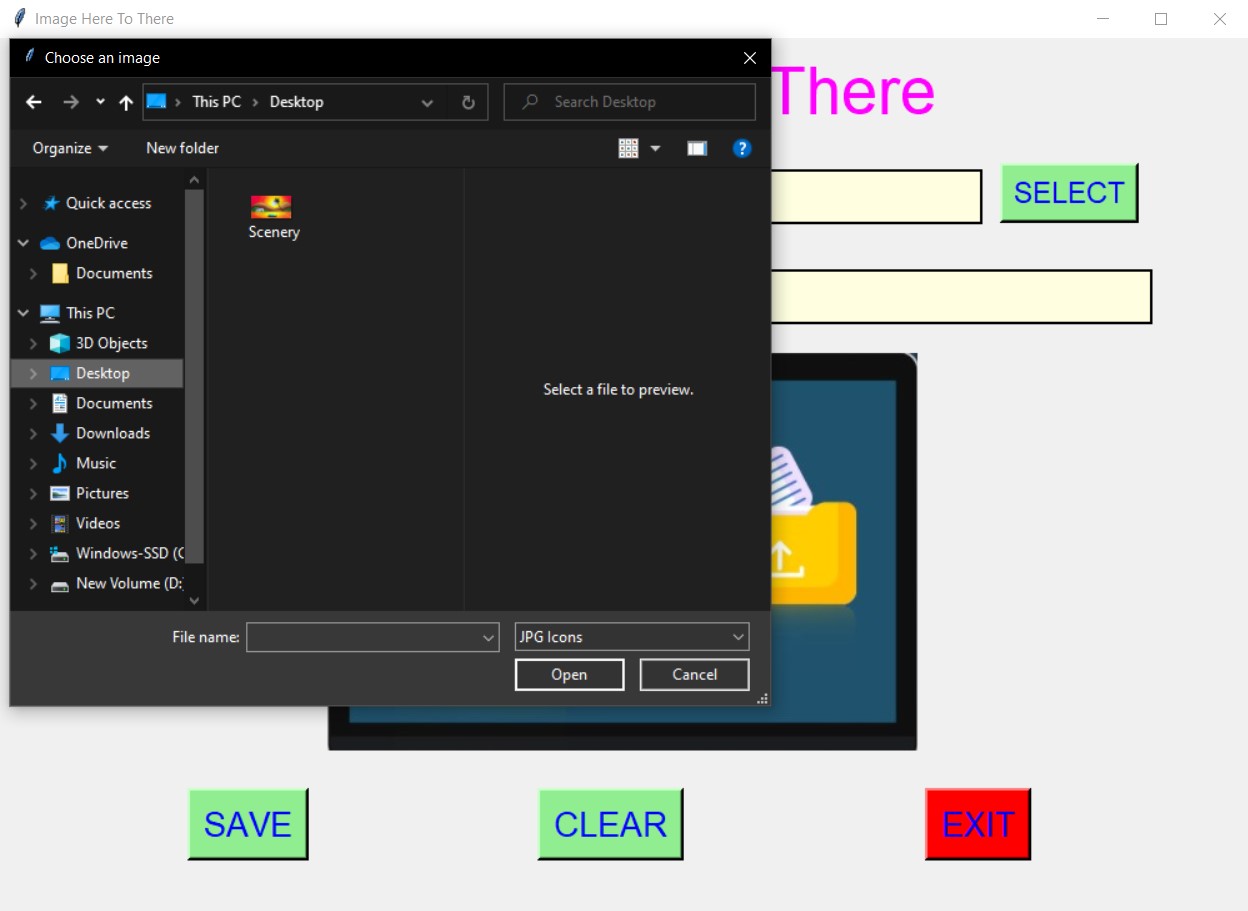 Image Here To There
Choose an image
There
This PC
Desktop
Search Desktop
Organize
New folder
?
SELECT
Quick access
OneDrive
Documents
This PC
3D Objects
Desktop
Documents
Downloads
Music
Pictures
Videos
Windows-SSD (C
New Volume (D:
Scenery
Select a file to preview.
File name:
JPG Icons
Open
Cancel
SAVE
CLEAR
EXIT